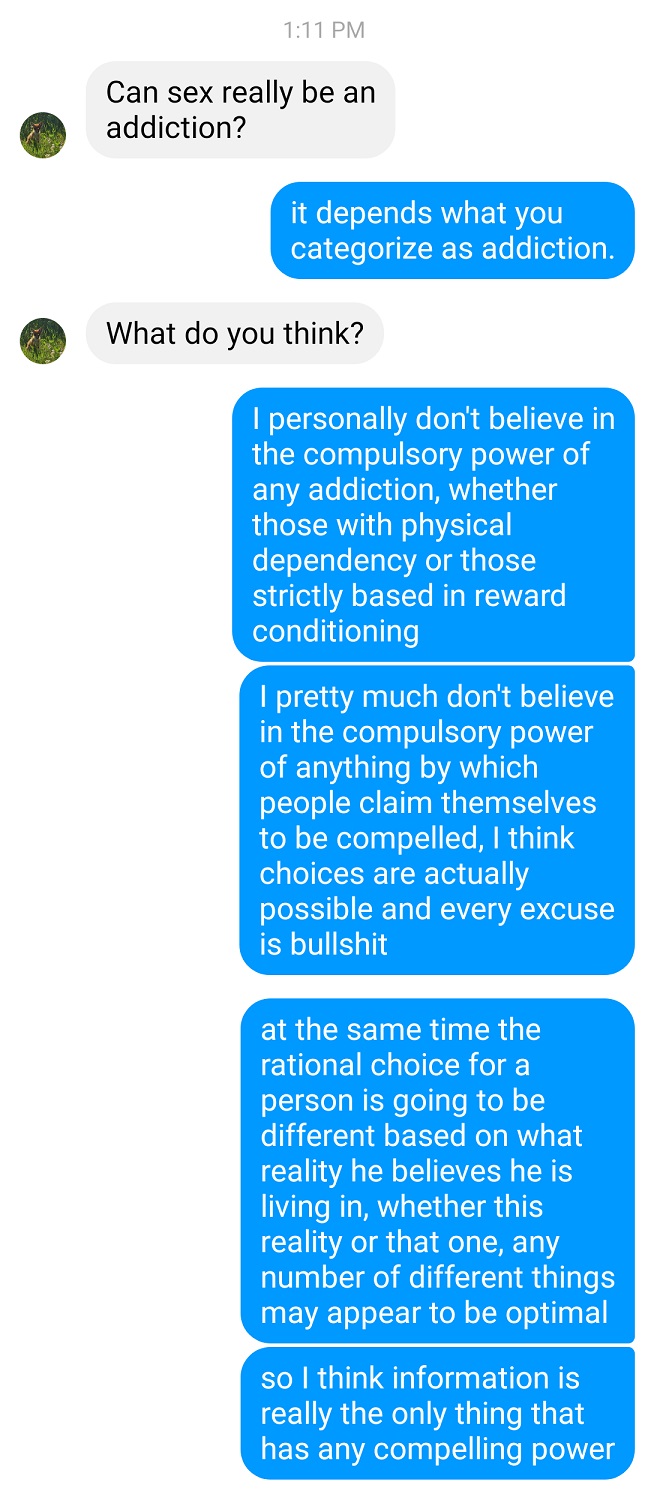 1:11 PM
Can sex really be an
addiction?
it depends what you
categorize as addiction.
What do you think?
I personally don't believe in
the compulsory power of
any addiction, whether
those with physical
dependency or those
strictly based in reward
conditioning
I pretty much don't believe
in the compulsory power
of anything by which
people claim themselves
to be compelled, I think
choices are actually
possible and every excuse
is bullshit
at the same time the
rational choice for a
person is going to be
different based on what
reality he believes he is
living in, whether this
reality or that one, any
number of different things
may appear to be optimal
so I think information is
really the only thing that
has any compelling power